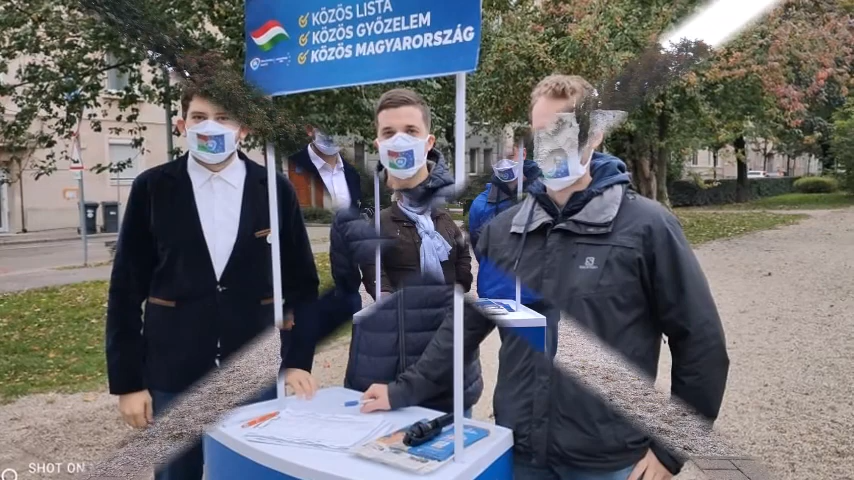 KÖZÖS LISTA
KÖZÖS GYŐZELEM
KÖZÖS MAGYARORSZÁG
SHOT ON